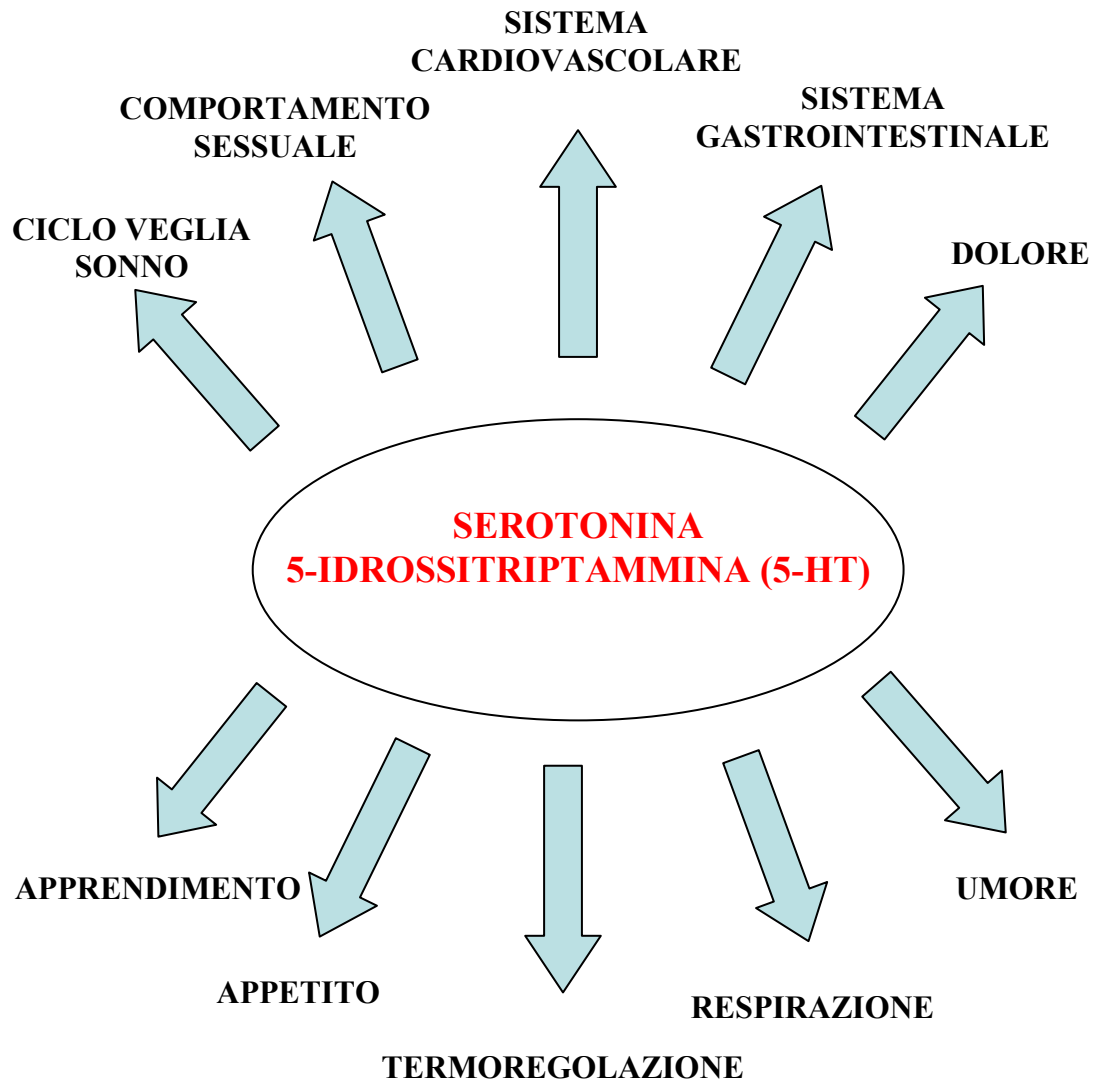 SISTEMA
CARDIOVASCOLARE
COMPORTAMENTO
SESSUALE
SISTEMA
GASTROINTESTINALE
CICLO VEGLIA
SONNO
DOLORE
SEROTONINA
5-IDROSSITRIPTAMMINA (5-HT)
APPRENDIMENTO
UMORE
APPETITO
RESPIRAZIONE
TERMOREGOLAZIONE